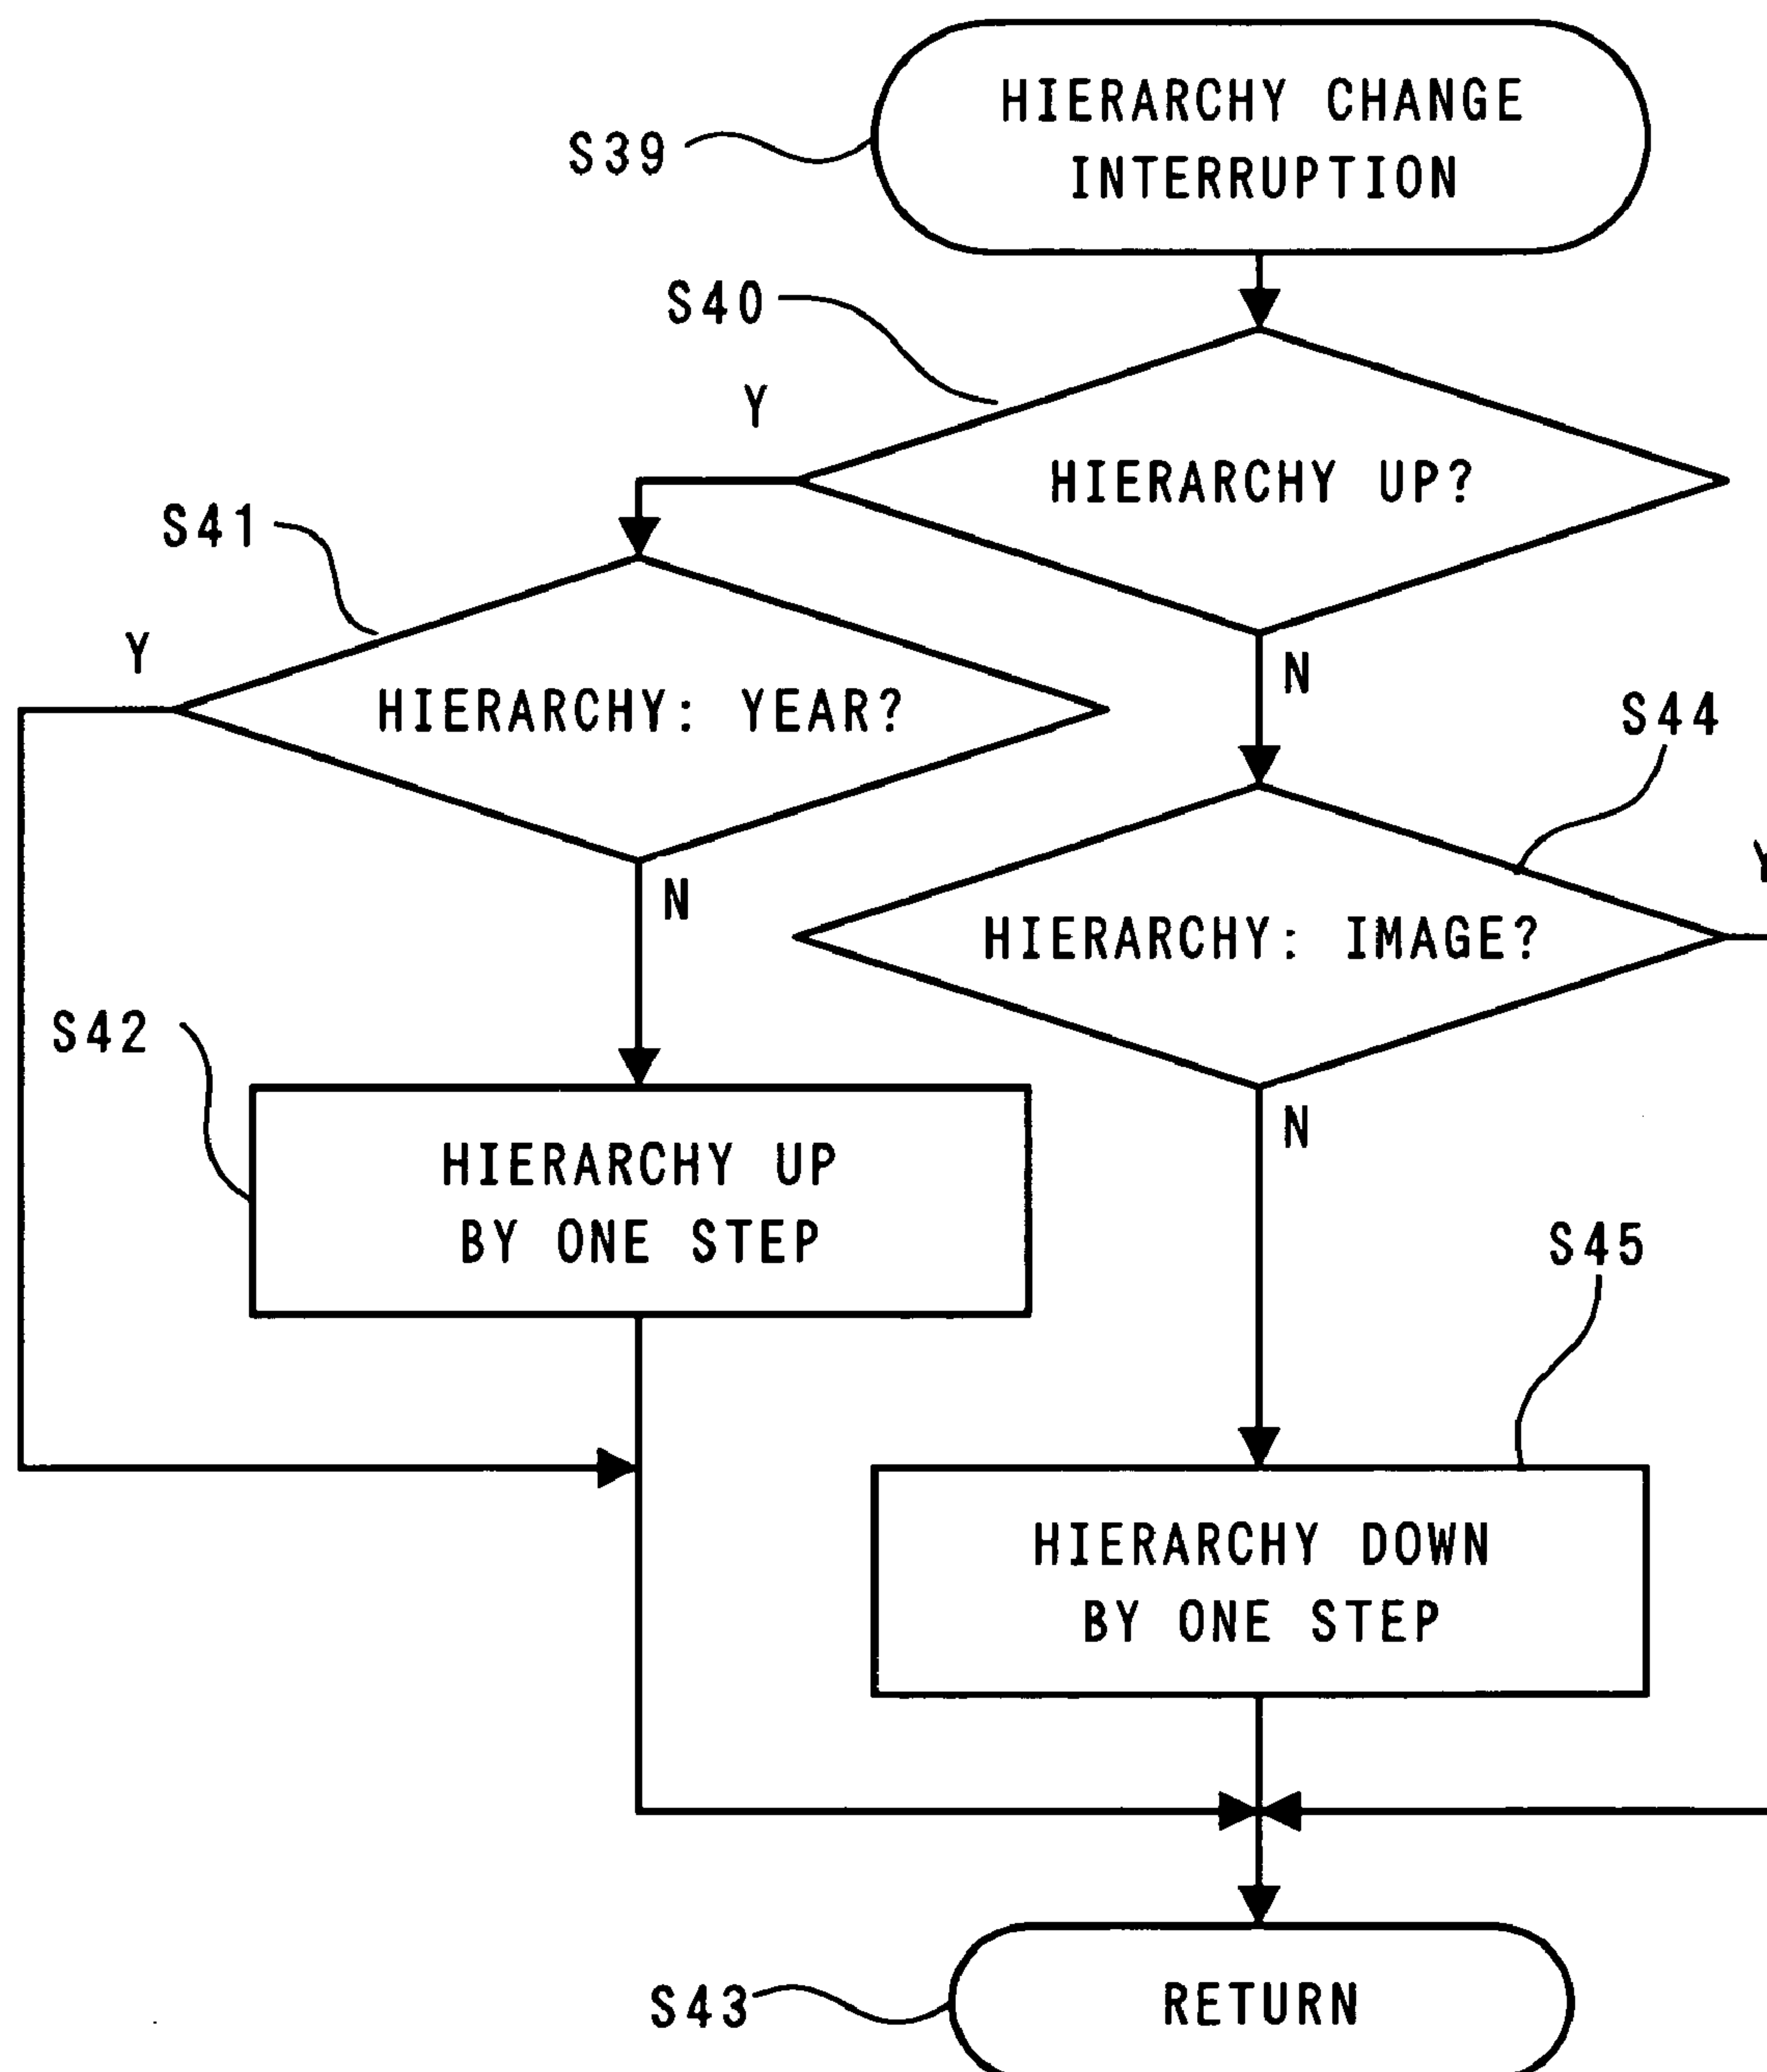 HIERARCHY CHANGE
INTERRUPTION
S39
S40
Y
HIERARCHY UP?
S41
Y
HIERARCHY: YEAR?
N
S44
N
Y
HIERARCHY: IMAGE?
S42
N
HIERARCHY UP
BY ONE STEP
S45
HIERARCHY DOWN
BY ONE STEP
S43
RETURN